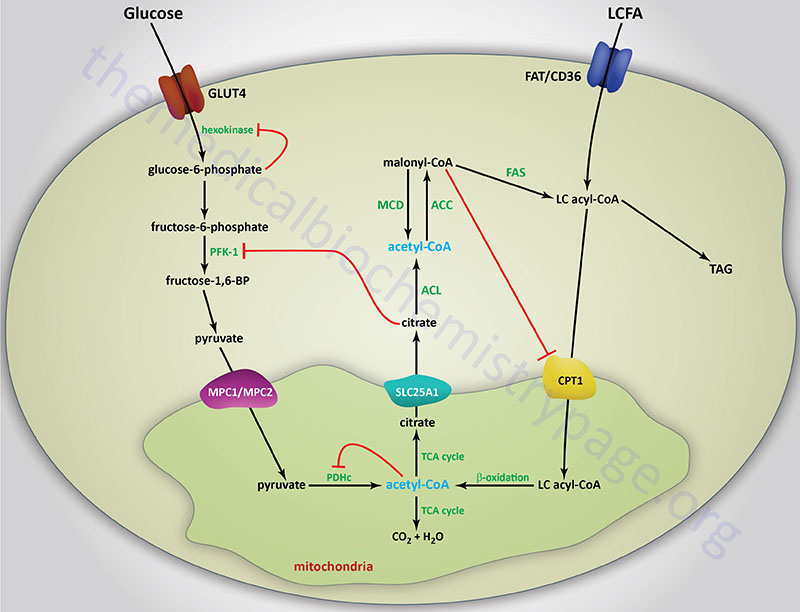 Glucose
LCFA
GLUT4
FAT/CD36
hexokinase
glucose-6-phosphate
malonyl-CoA
FAS
LC acyl-CoA
MCD
ACC
fructose-6-phosphate
PFK-1
acetyl-CoA
TAG
fructose-1,6-BP
ACL
citrate
pyruvate
MPC1/MPC2
SLC25A1
CPT1
citrate
TCA cycle
pyruvate
PDHc
acetyl-CoA
β-oxidation
LC acyl-CoA
TCA cycle
CO₂ + H₂O
mitochondria
themedicalbiochemistrypage.org